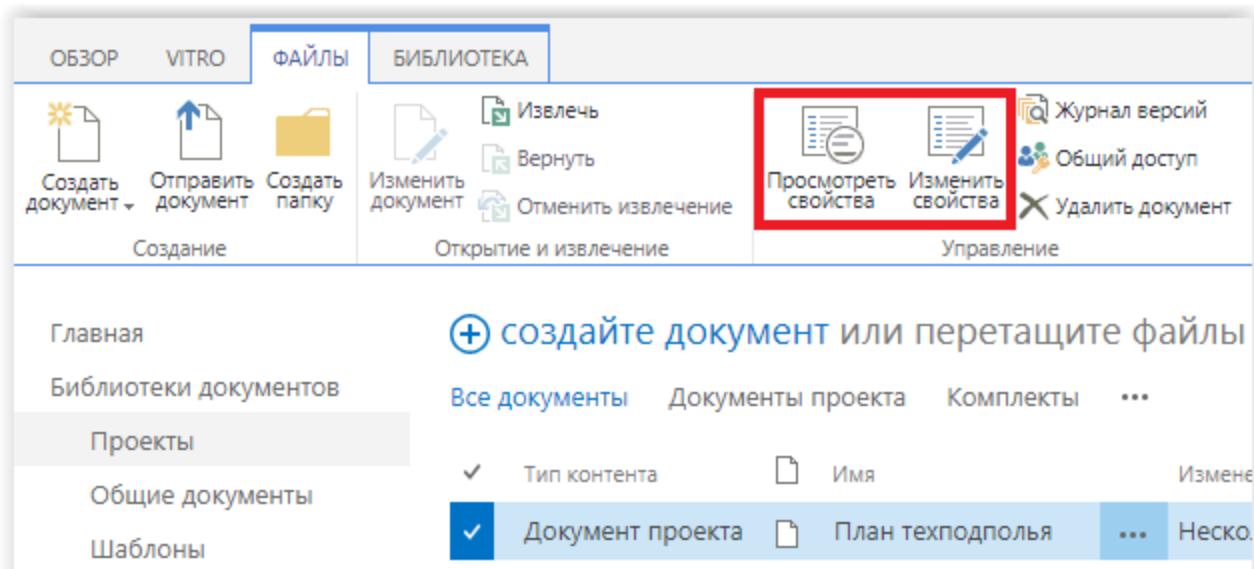 ОБЗОР VITRO ФАЙЛЫ БИБЛИОТЕКА
Создать документ
Отправить документ
Создать папку
Создание
Изменить документ
Извлечь
Вернуть
Отменить извлечение
Открытие и извлечение
Просмотреть свойства
Изменить свойства
Журнал версий
Общий доступ
Удалить документ
Управление
Главная
Библиотеки документов
Проекты
Общие документы
Шаблоны
создайте документ или перетащите файлы
Все документы Документы проекта Комплекты ...
Тип контента Имя Измене
Документ проекта План техподполья ... Неско.